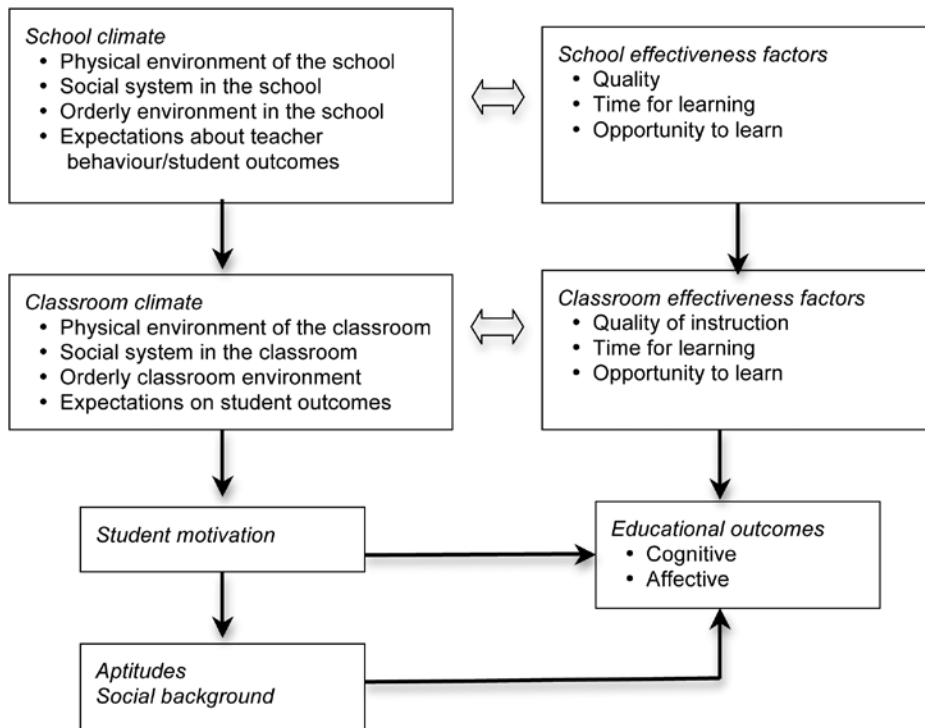 School climate
• Physical environment of the school
• Social system in the school
• Orderly environment in the school
• Expectations about teacher
behaviour/student outcomes
School effectiveness factors
• Quality
• Time for learning
• Opportunity to learn
Classroom climate
• Physical environment of the classroom
• Social system in the classroom
• Orderly classroom environment
• Expectations on student outcomes
Classroom effectiveness factors
• Quality of instruction
• Time for learning
• Opportunity to learn
Student motivation
Educational outcomes
• Cognitive
• Affective
Aptitudes
Social background